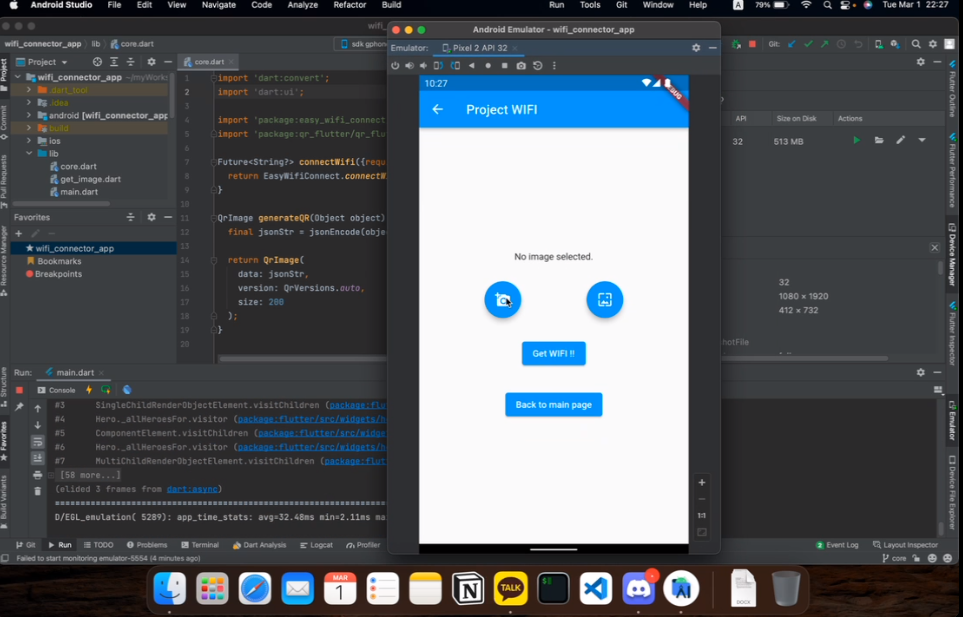 Android Studio File Edit View Navigate Code Analyze Refactor Build Run Tools Git Window Help A 79% Tue Mar 1 22:27
Android Emulator - wifi_connector_app
wifi_connector_app lib core.dart
Git:
Emulator: Pixel 2 API 32
Project
core.dart
wifi_connector_app
.dart_tool
.idea
android [wifi_connector_app
build
ios
lib
core.dart
get_image.dart
main.dart
Favorites
wifi_connector_app
Bookmarks
Breakpoints
1 import 'dart:convert';
2 import 'dart:ui';
3
4 import 'package:easy_wifi_connec
5 import 'package:qr_flutter/qr_flu
6
7 Future<String?> connectWifi({requ
8 return EasyWifiConnect.connectW
9 }
10
11 QrImage generateQR(Object object)
12 final jsonStr = jsonEncode(obje
13
14 return QrImage(
15 data: jsonStr,
16 version: QrVersions.auto,
17 size: 200
18 );
19 }
20
10:27
Project WIFI
No image selected.
Get WIFI !!
Back to main page
API Size on Disk Actions
32 513 MB
32
1080 × 1920
412 × 732
hotFile
1:1
Run: main.dart
Console
#3 SingleChildRenderObjectElement.visitChildren (package:flu
#4 Hero._allHeroesFor.visitor (package:flutter/src/widgets/h
#5 ComponentElement.visitChildren (package:flutter/src/widge
#6 Hero._allHeroesFor.visitor (package:flutter/src/widgets/h
#7 MultiChildRenderObjectElement.visitChildren (package:flut
[58 more...]
(elided 3 frames from dart:async)
D/EGL_emulation( 5289): app_time_stats: avg=32.48ms min=2.11ms ma
Git Run TODO Problems Terminal Dart Analysis Logcat Profiler 2 Event Log Layout Inspector
Failed to start monitoring emulator-5554 (4 minutes ago) core
Project
Commit
Pull Requests
Resource Manager
Structure
Favorites
Build Variants
Flutter Outline
Flutter Performance
Device Manager
Flutter Inspector
Emulator
Device File Explorer
MAR
1
TALK
DOCX